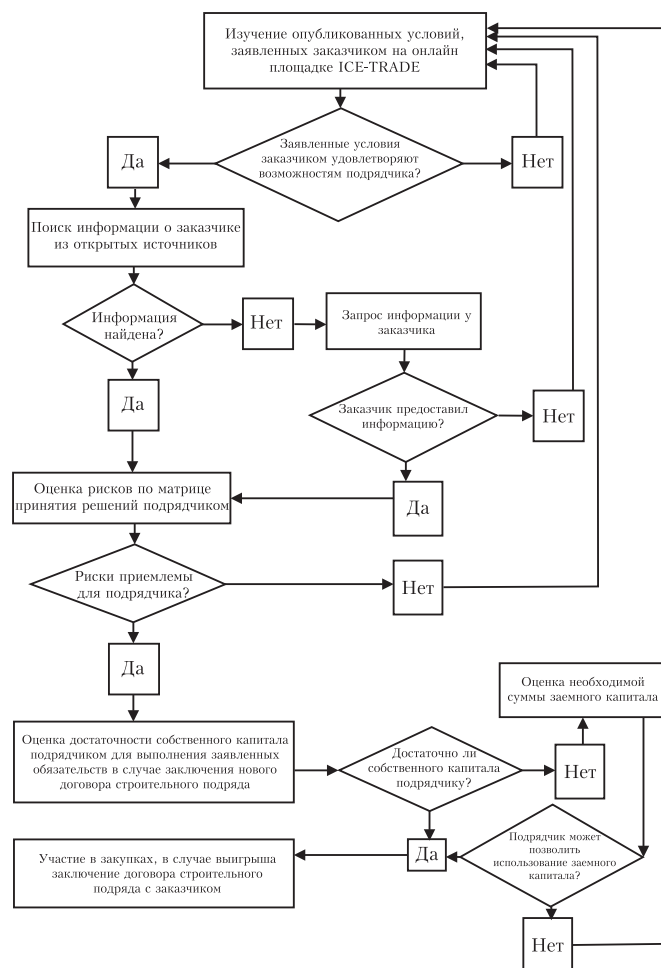 Изучение опубликованных условий,
заявленных заказчиком на онлайн
площадке ICE-TRADE
Заявленные условия
заказчиком удовлетворяют
возможностям подрядчика?
Да
Нет
Поиск информации о заказчике
из открытых источников
Информация
найдена?
Нет
Запрос информации у
заказчика
Да
Заказчик предоставил
информацию?
Нет
Оценка рисков по матрице
принятия решений подрядчиком
Да
Риски приемлемы
для подрядчика?
Нет
Да
Оценка необходимой
суммы заемного капитала
Оценка достаточности собственного капитала
подрядчиком для выполнения заявленных
обязательств в случае заключения нового
договора строительного подряда
Достаточно ли
собственного капитала
подрядчику?
Нет
Участие в закупках, в случае выигрыша
заключение договора строительного
подряда с заказчиком
Да
Подрядчик может
позволить
использование заемного
капитала?
Нет